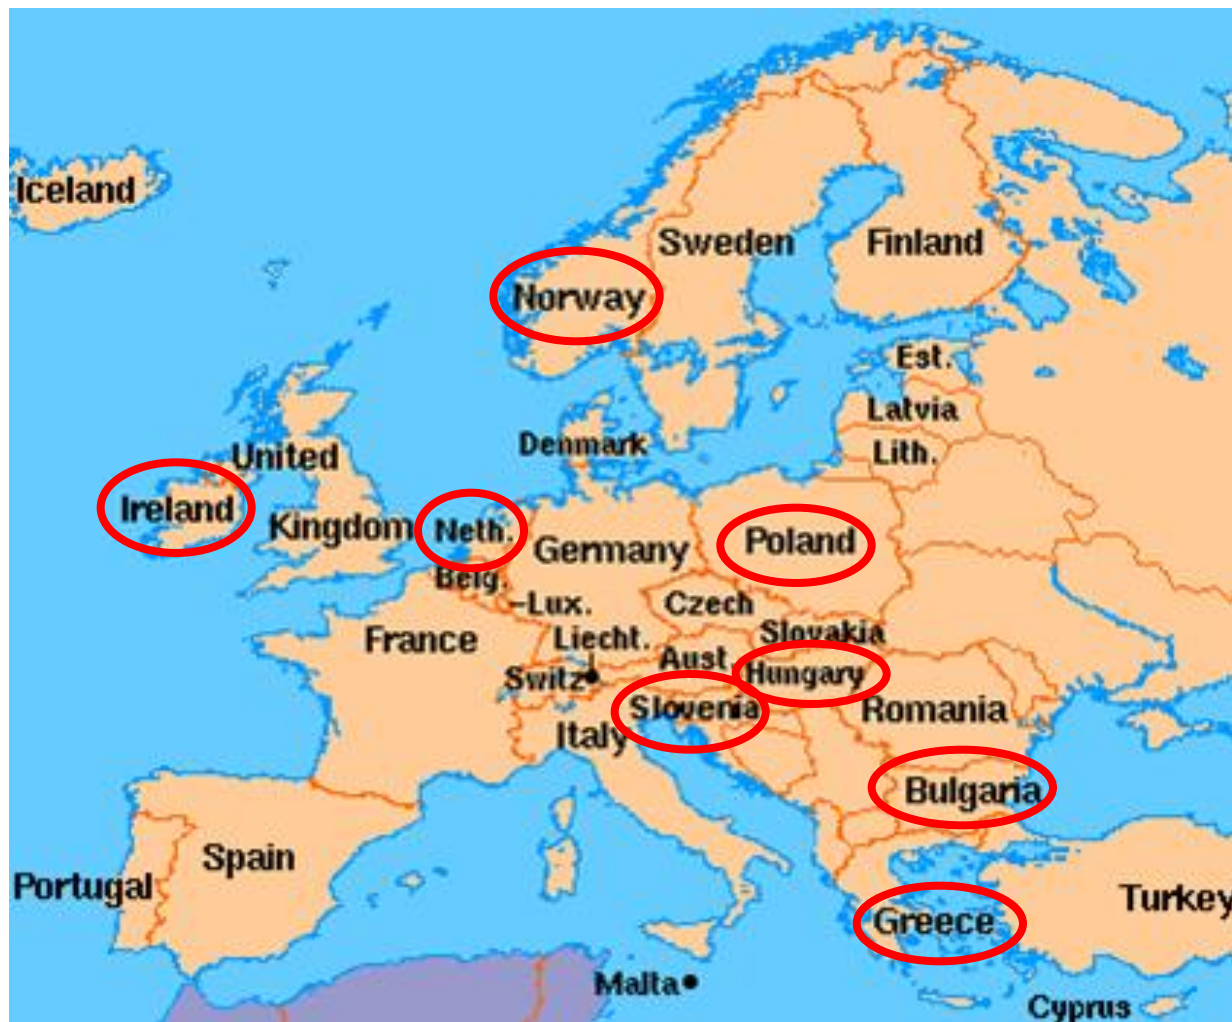 Iceland
Sweden
Finland
Norway
Est.
Latvia
Denmark
Lith.
United
Kingdom
Ireland
Neth.
Germany
Poland
Belg.
-Lux.
Czech
France
Liecht.
Slovakia
Switz
Aust.
Hungary
Slovenia
Romania
Italy
Bulgaria
Spain
Portugal
Turkey
Greece
Malta
Cyprus